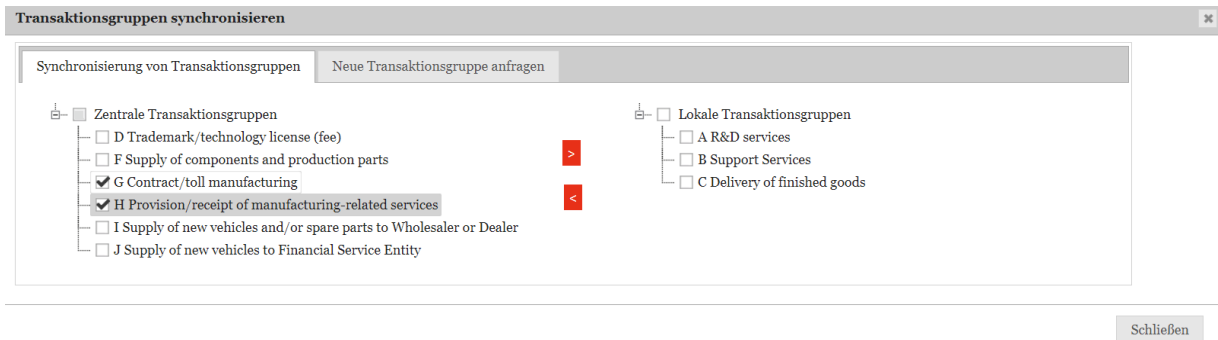 Transaktionsgruppen synchronisieren
Synchronisierung von Transaktionsgruppen
Neue Transaktionsgruppe anfragen
Zentrale Transaktionsgruppen
D Trademark/technology license (fee)
F Supply of components and production parts
G Contract/toll manufacturing
H Provision/receipt of manufacturing-related services
I Supply of new vehicles and/or spare parts to Wholesaler or Dealer
J Supply of new vehicles to Financial Service Entity
>
<
Lokale Transaktionsgruppen
A R&D services
B Support Services
C Delivery of finished goods
Schließen